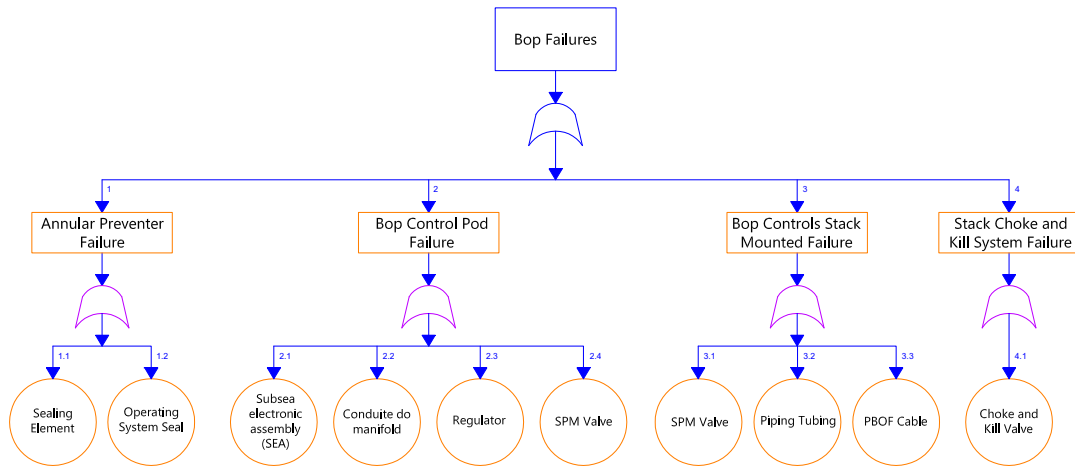 Bop Failures
1
2
3
4
Annular Preventer
Failure
Bop Control Pod
Failure
Bop Controls Stack
Mounted Failure
Stack Choke and
Kill System Failure
1.1
1.2
2.1
2.2
2.3
2.4
3.1
3.2
3.3
4.1
Sealing
Element
Operating
System Seal
Subsea
electronic
assembly
(SEA)
Conduite do
manifold
Regulator
SPM Valve
SPM Valve
Piping Tubing
PBOF Cable
Choke and
Kill Valve